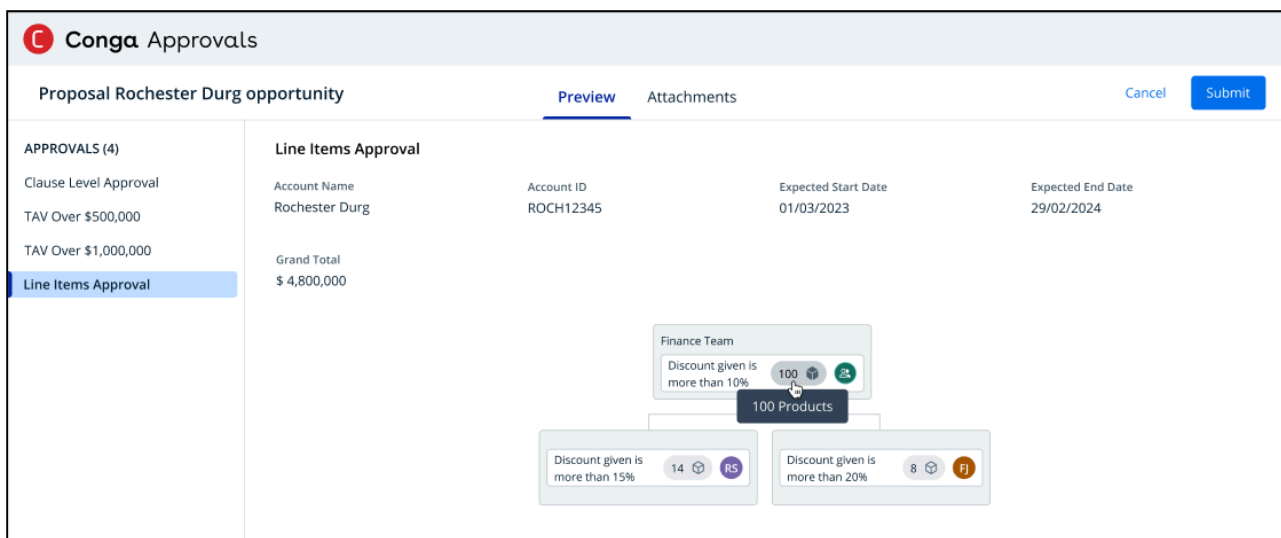 C Conga Approvals
Proposal Rochester Durg opportunity
Preview
Attachments
Cancel
Submit
APPROVALS (4)
Clause Level Approval
TAV Over $500,000
TAV Over $1,000,000
Line Items Approval
Line Items Approval
Account Name
Rochester Durg
Account ID
ROCH12345
Expected Start Date
01/03/2023
Expected End Date
29/02/2024
Grand Total
$ 4,800,000
Finance Team
Discount given is
more than 10%
100
100 Products
Discount given is
more than 15%
14
RS
Discount given is
more than 20%
8
FJ